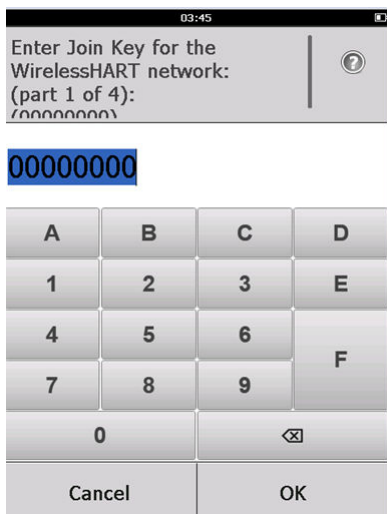 03:45
Enter Join Key for the
WirelessHART network:
(part 1 of 4):
(00000000)
?
00000000
A B C D
1 2 3 E
4 5 6
F
7 8 9
0
Cancel OK